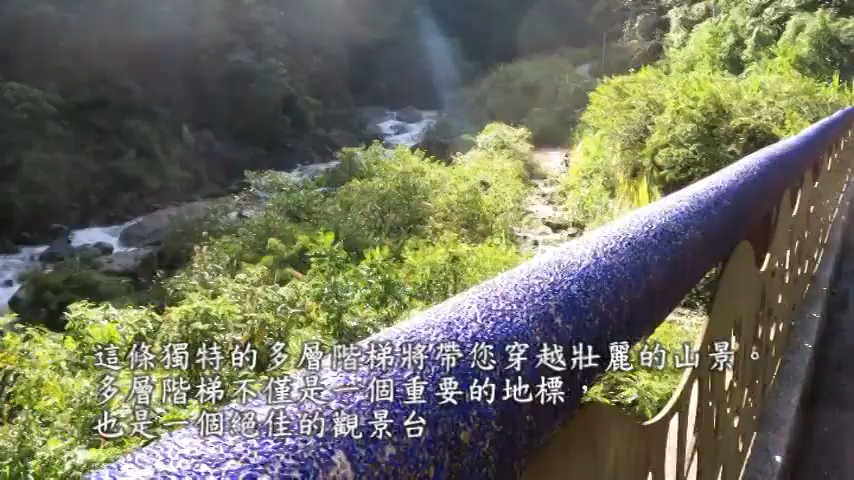 這條獨特的多層階梯將帶您穿越壯麗的山景。
多層階梯不僅是一個重要的地標，
也是一個絕佳的觀景台